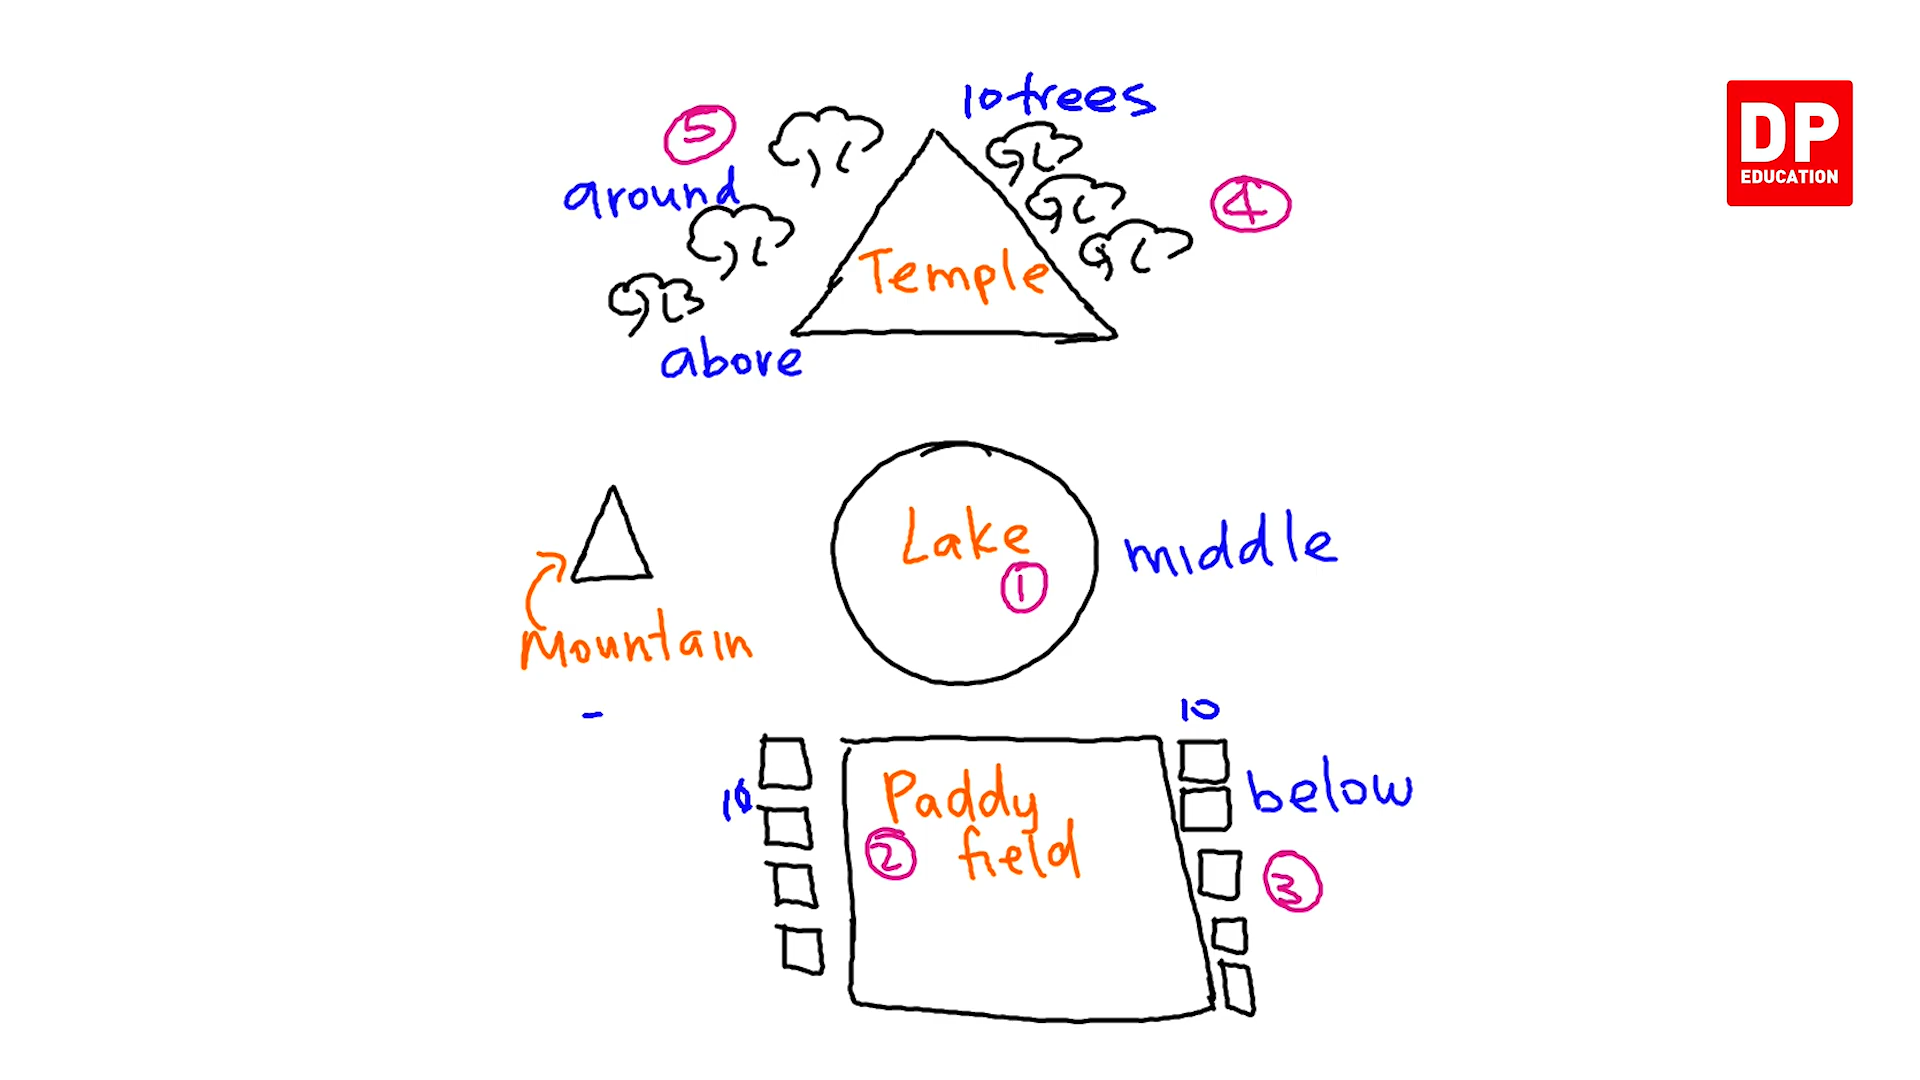 10 trees
5
DP
EDUCATION
around
4
Temple
above
Lake
middle
1
Mountain
10
10
Paddy
below
2
field
3